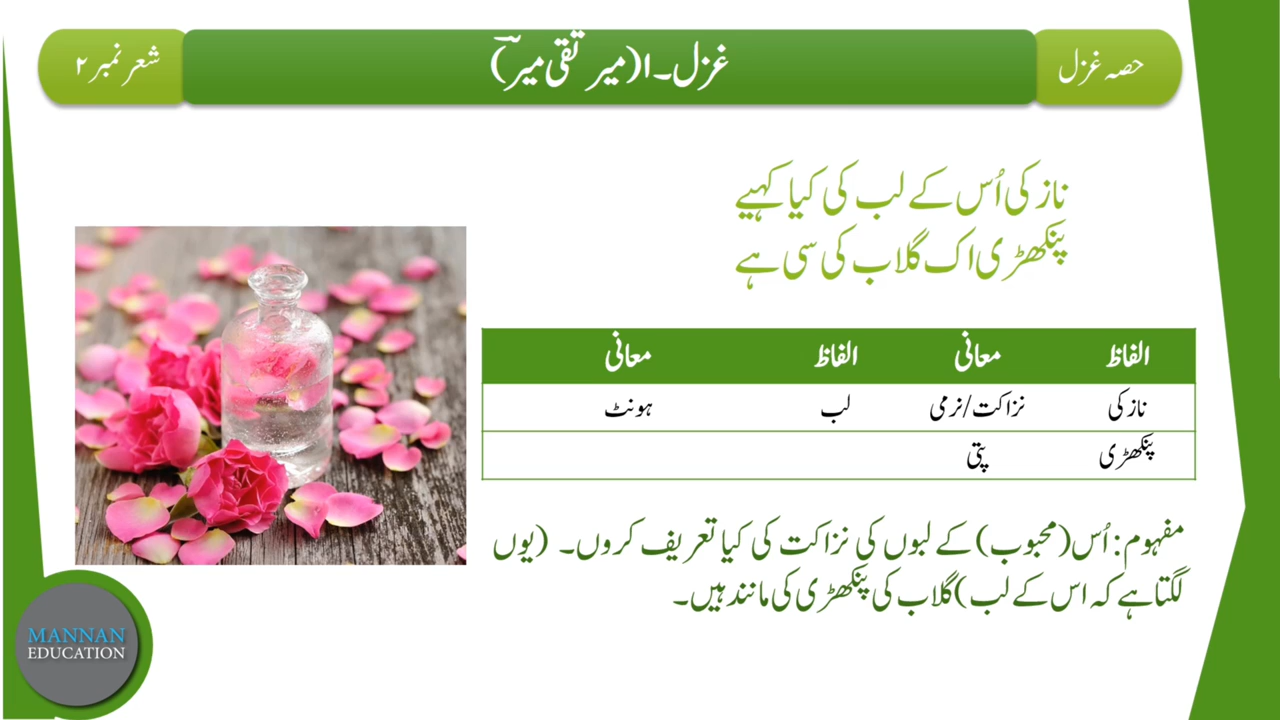 حصہ غزل
غزل۔۱(میر تقی میرؔ)
شعر نمبر ۲
نازکی اُس کے لب کی کیا کہیے
پنکھڑی اک گلاب کی سی ہے
الفاظ معانی الفاظ معانی
نازکی نزاکت/نرمی لب ہونٹ
پنکھڑی پتی
مفہوم: اُس(محبوب) کے لبوں کی نزاکت کی کیا تعریف کروں۔ (یوں
لگتا ہے کہ اس کے لب)گلاب کی پنکھڑی کی مانند ہیں۔
MANNAN
EDUCATION